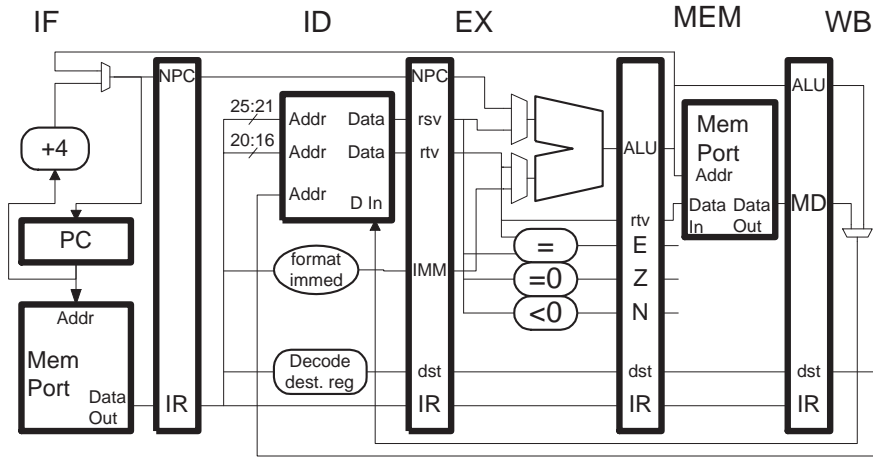 IF
ID
EX
MEM
WB
+4
PC
Addr
Mem
Port
Data
Out
NPC
IR
25:21
20:16
Addr
Data
Addr
Data
Addr
D In
format
immed
Decode
dest. reg
NPC
rsv
rtv
IMM
dst
IR
=
=0
<0
ALU
rtv
E
Z
N
dst
IR
Mem
Port
Addr
Data
In
Data
Out
ALU
MD
dst
IR